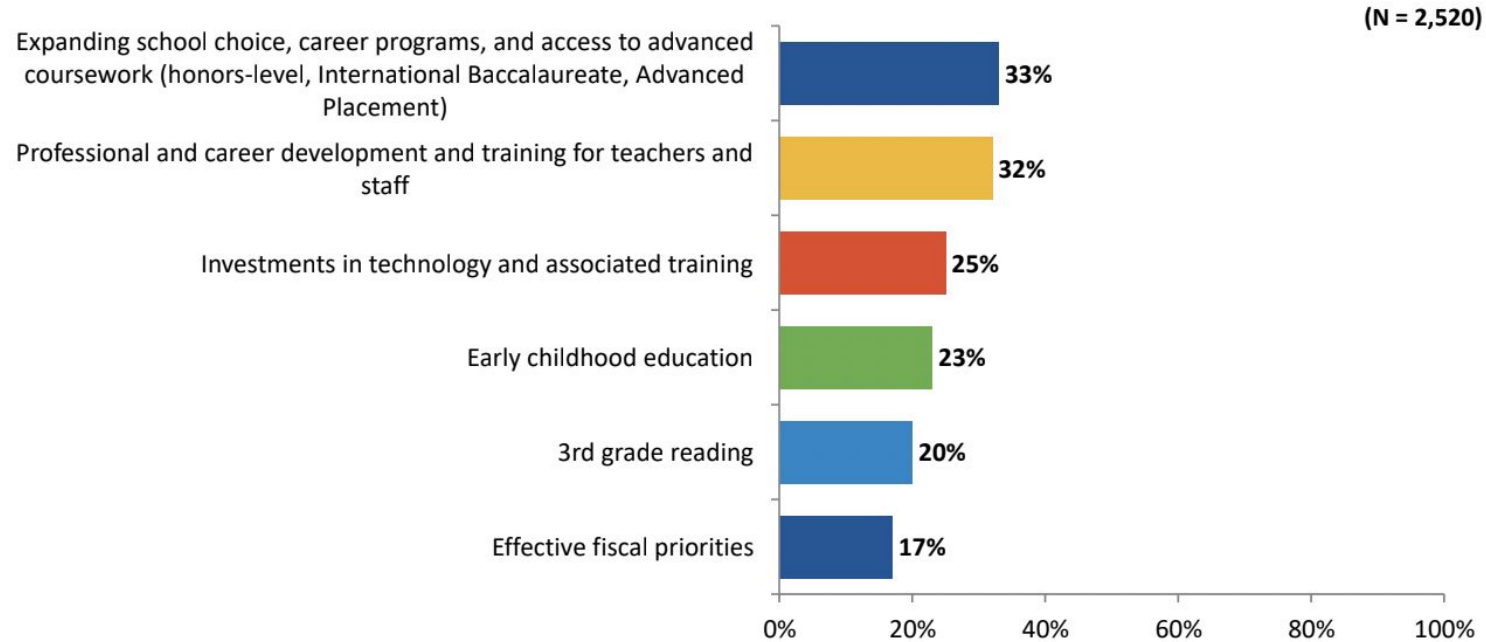 (N = 2,520)
Expanding school choice, career programs, and access to advanced
coursework (honors-level, International Baccalaureate, Advanced
Placement)
33%
Professional and career development and training for teachers and
staff
32%
Investments in technology and associated training
25%
Early childhood education
23%
3rd grade reading
20%
Effective fiscal priorities
17%
0% 20% 40% 60% 80% 100%